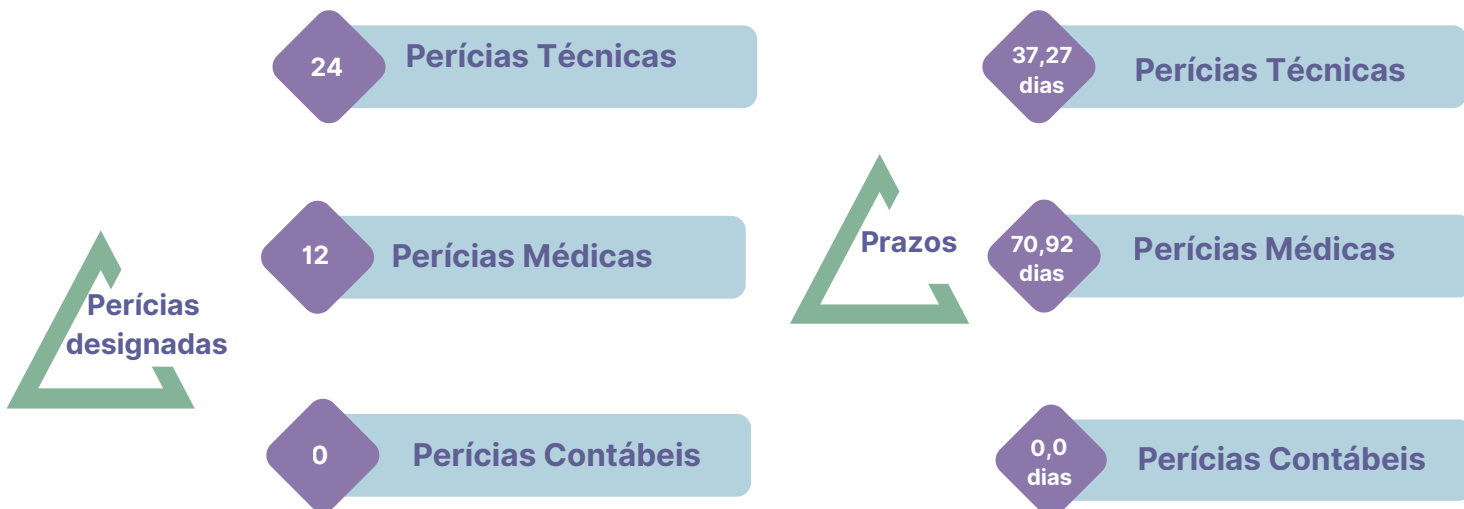 Perícias
designadas
24
Perícias Técnicas
12
Perícias Médicas
0
Perícias Contábeis
Prazos
37,27
dias
Perícias Técnicas
70,92
dias
Perícias Médicas
0,0
dias
Perícias Contábeis